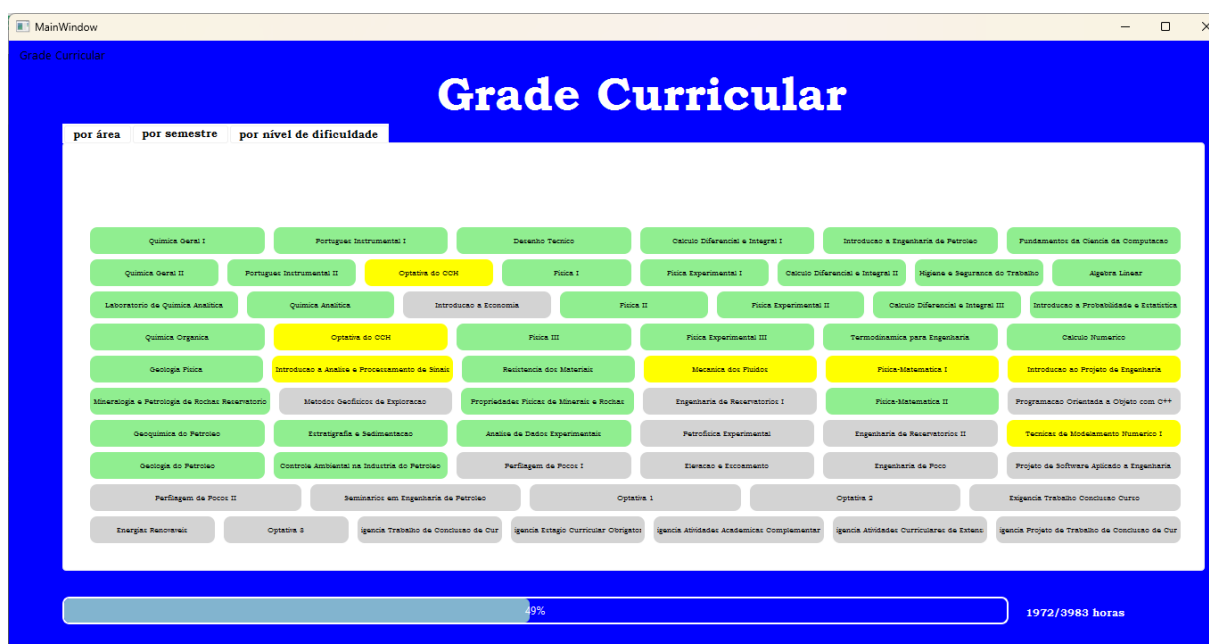 MainWindow
Grade Curricular
Grade Curricular
por área por semestre por nível de dificuldade
Quimica Geral I Portugues Instrumental I Desenho Tecnico Calculo Diferencial e Integral I Introducao a Engenharia de Petroleo Fundamentos da Ciencia da Computacao
Quimica Geral II Portugues Instrumental II Optativa do CCH Fisica I Fisica Experimental I Calculo Diferencial e Integral II Higiene e Seguranca do Trabalho Algebra Linear
Laboratorio de Quimica Analitica Quimica Analitica Introducao a Economia Fisica II Fisica Experimental II Calculo Diferencial e Integral III Introducao a Probabilidade e Estatistica
Quimica Organica Optativa do CCH Fisica III Fisica Experimental III Termodinamica para Engenharia Calculo Numerico
Geologia Fisica Introducao a Analise e Processamento de Sinais Resistencia dos Materiais Mecanica dos Fluidos Fisica-Matematica I Introducao ao Projeto de Engenharia
Mineralogia e Petrologia de Rochas Reservatorio Metodos Geofisicos de Exploracao Propriedades Fisicas de Minerais e Rochas Engenharia de Reservatorios I Fisica-Matematica II Programacao Orientada a Objeto com C++
Geoquimica do Petroleo Estratigrafia e Sedimentacao Analise de Dados Experimentais Petrofisica Experimental Engenharia de Reservatorios II Tecnicas de Modelamento Numerico I
Geologia do Petroleo Controle Ambiental na Industria do Petroleo Perfilagem de Pocos I Elevacao e Escoamento Engenharia de Poco Projeto de Software Aplicado a Engenharia
Perfilagem de Pocos II Seminarios em Engenharia de Petroleo Optativa 1 Optativa 2 Exigencia Trabalho Conclusao Curso
Energias Renovaveis Optativa 3 igencia Trabalho de Conclusao de Cur igencia Estagio Curricular Obrigator igencia Atividades Academicas Complementar igencia Atividades Curriculares de Extens igencia Projeto de Trabalho de Conclusao de Cur
49% 1972/3983 horas